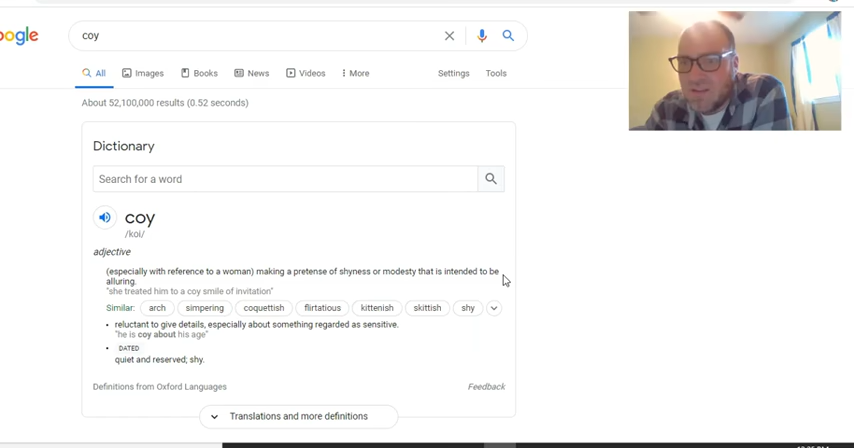 oogle
coy
All Images Books News Videos More Settings Tools
About 52,100,000 results (0.52 seconds)
Dictionary
Search for a word
coy
/koi/
adjective
(especially with reference to a woman) making a pretense of shyness or modesty that is intended to be
alluring.
"she treated him to a coy smile of invitation"
Similar: arch simpering coquettish flirtatious kittenish skittish shy
• reluctant to give details, especially about something regarded as sensitive.
"he is coy about his age"
• DATED
quiet and reserved; shy.
Definitions from Oxford Languages Feedback
Translations and more definitions